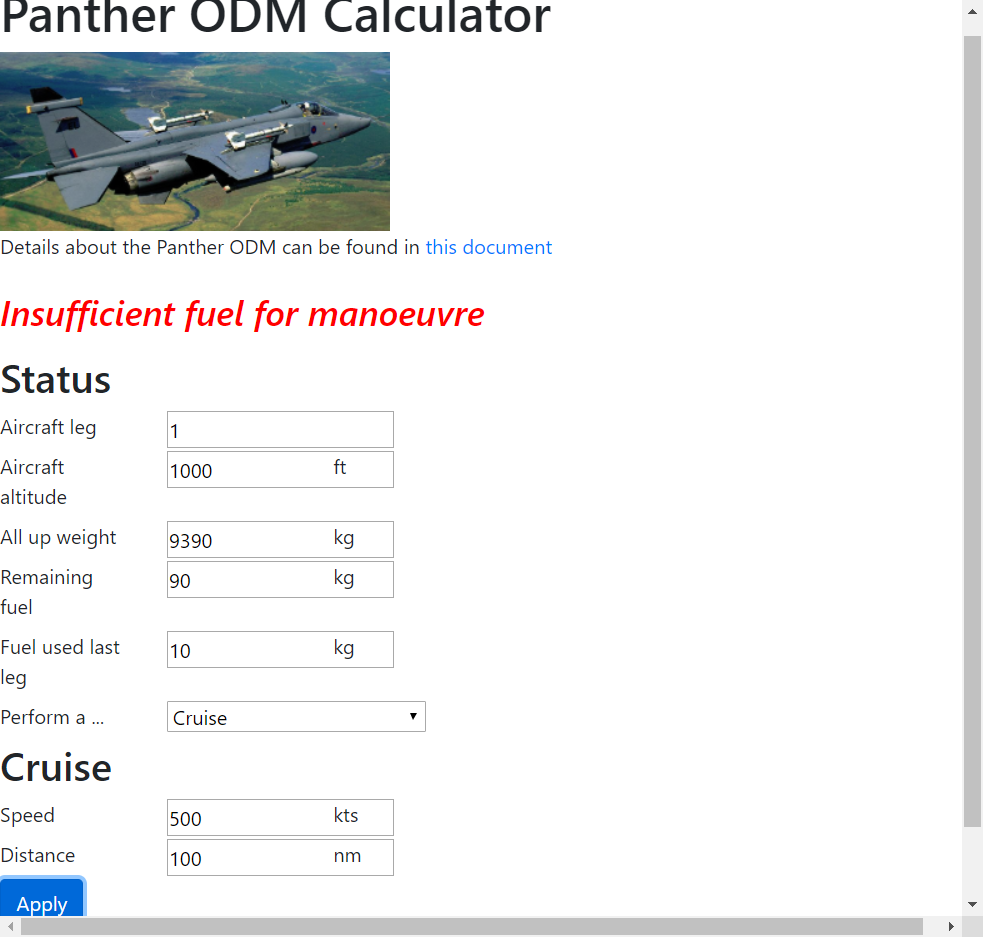 Panther ODM Calculator
Details about the Panther ODM can be found in this document
Insufficient fuel for manoeuvre
Status
Aircraft leg 1
Aircraft altitude 1000 ft
All up weight 9390 kg
Remaining fuel 90 kg
Fuel used last leg 10 kg
Perform a ... Cruise
Cruise
Speed 500 kts
Distance 100 nm
Apply